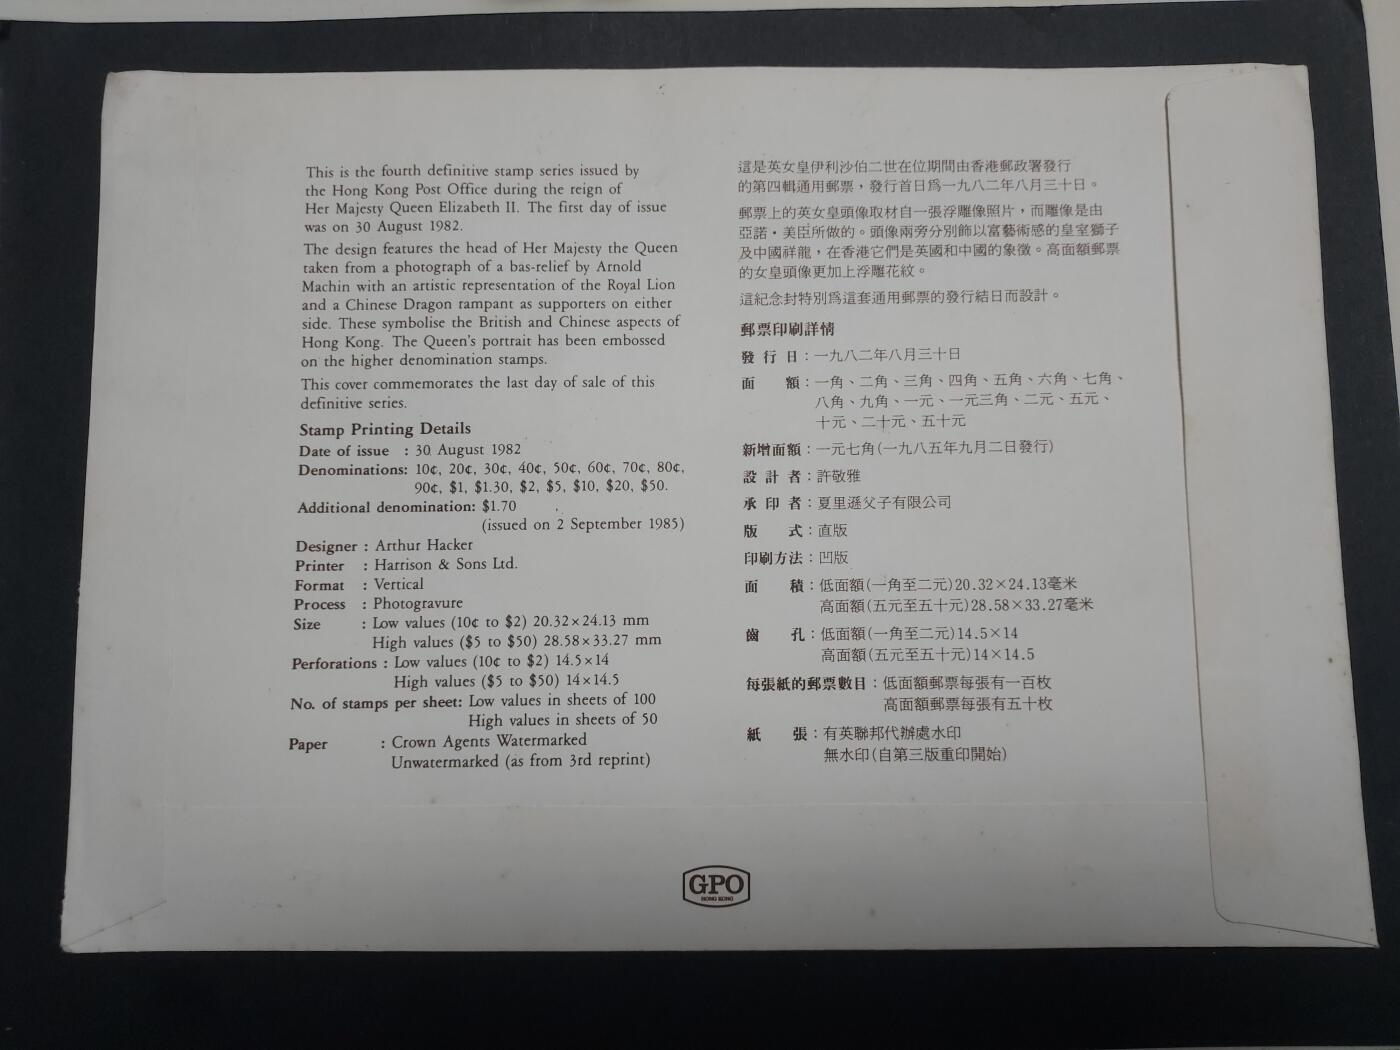 This is the fourth definitive stamp series issued by
the Hong Kong Post Office during the reign of
Her Majesty Queen Elizabeth II. The first day of issue
was on 30 August 1982.
The design features the head of Her Majesty the Queen
taken from a photograph of a bas-relief by Arnold
Machin with an artistic representation of the Royal Lion
and a Chinese Dragon rampant as supporters on either
side. These symbolise the British and Chinese aspects of
Hong Kong. The Queen's portrait has been embossed
on the higher denomination stamps.
This cover commemorates the last day of sale of this
definitive series.
Stamp Printing Details
Date of issue : 30 August 1982
Denominations: 10¢, 20¢, 30¢, 40¢, 50¢, 60¢, 70¢, 80¢,
90¢, $1, $1.30, $2, $5, $10, $20, $50.
Additional denomination: $1.70
(issued on 2 September 1985)
Designer : Arthur Hacker
Printer : Harrison & Sons Ltd.
Format : Vertical
Process : Photogravure
Size : Low values (10¢ to $2) 20.32×24.13 mm
High values ($5 to $50) 28.58×33.27 mm
Perforations : Low values (10¢ to $2) 14.5×14
High values ($5 to $50) 14×14.5
No. of stamps per sheet: Low values in sheets of 100
High values in sheets of 50
Paper : Crown Agents Watermarked
Unwatermarked (as from 3rd reprint)
這是英女皇伊利沙伯二世在位期間由香港郵政署發行
的第四輯通用郵票，發行首日爲一九八二年八月三十日。
郵票上的英女皇頭像取材自一張浮雕像照片，而雕像是由
亞諾・美臣所做的。頭像兩旁分別飾以富藝術感的皇室獅子
及中國祥龍，在香港它們是英國和中國的象徵。高面額郵票
的女皇頭像更加上浮雕花紋。
這紀念封特別爲這套通用郵票的發行結日而設計。
郵票印刷詳情
發行日：一九八二年八月三十日
面額：一角、二角、三角、四角、五角、六角、七角、
八角、九角、一元、一元三角、二元、五元、
十元、二十元、五十元
新增面額：一元七角(一九八五年九月二日發行)
設計者：許敬雅
承印者：夏里遜父子有限公司
版式：直版
印刷方法：凹版
面積：低面額(一角至二元)20.32×24.13毫米
高面額(五元至五十元)28.58×33.27毫米
齒孔：低面額(一角至二元)14.5×14
高面額(五元至五十元)14×14.5
每張紙的郵票數目：低面額郵票每張有一百枚
高面額郵票每張有五十枚
紙張：有英聯邦代辦處水印
無水印(自第三版重印開始)
GPO
HONG KONG